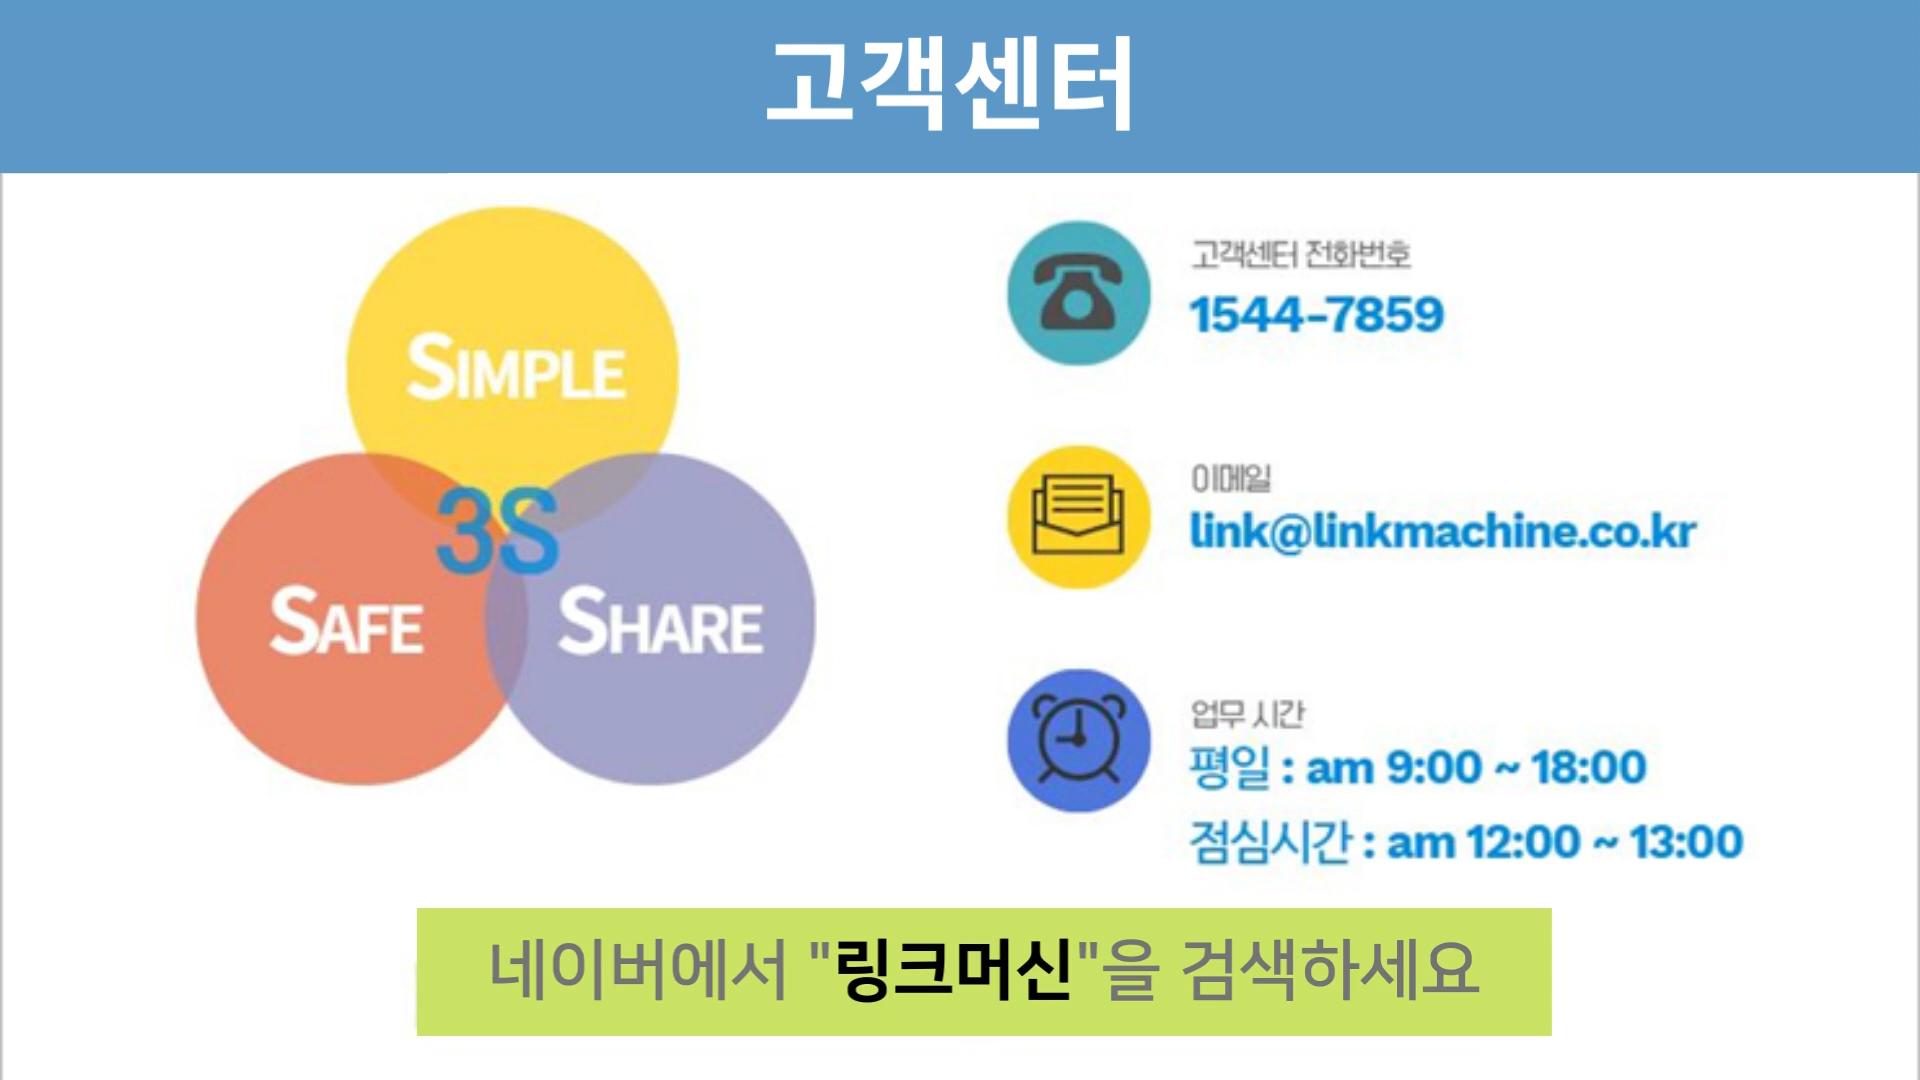 고객센터
SIMPLE
3S
SAFE
SHARE
고객센터 전화번호
1544-7859
이메일
link@linkmachine.co.kr
업무 시간
평일 : am 9:00 ~ 18:00
점심시간 : am 12:00 ~ 13:00
네이버에서 "링크머신"을 검색하세요